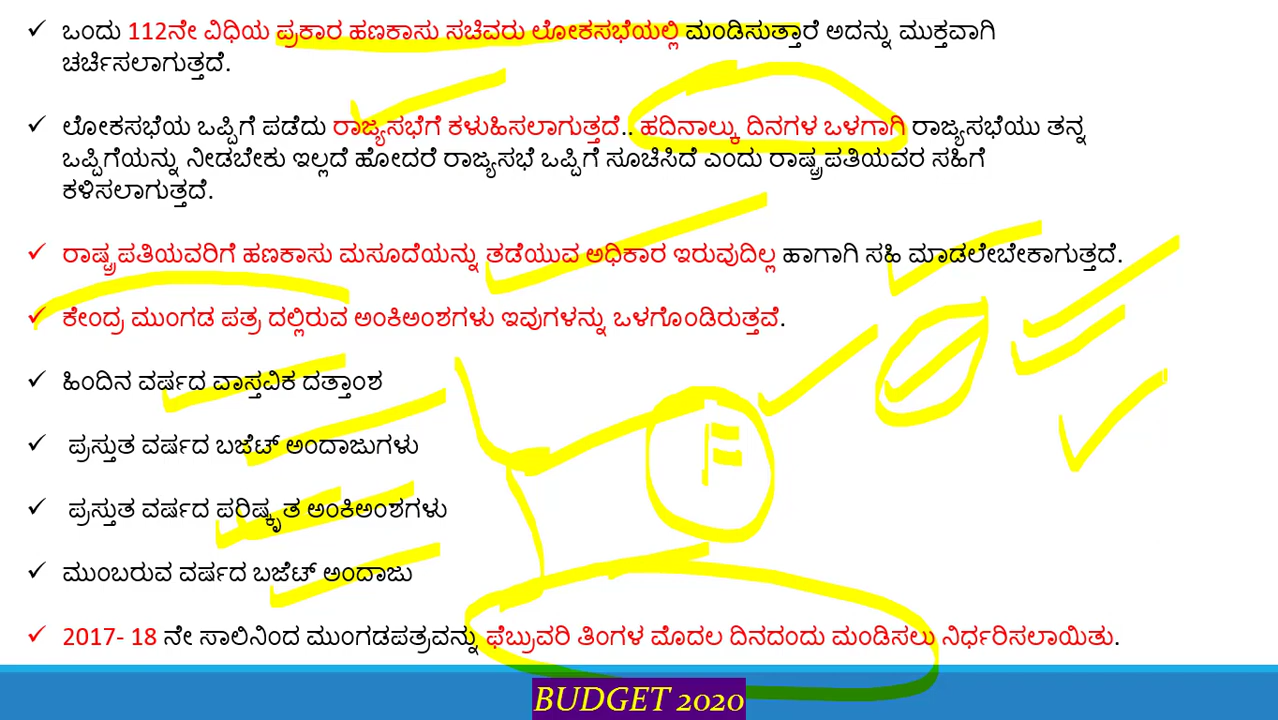 ಒಂದು 112ನೇ ವಿಧಿಯ ಪ್ರಕಾರ ಹಣಕಾಸು ಸಚಿವರು ಲೋಕಸಭೆಯಲ್ಲಿ ಮಂಡಿಸುತ್ತಾರೆ ಅದನ್ನು ಮುಕ್ತವಾಗಿ
ಚರ್ಚಿಸಲಾಗುತ್ತದೆ.
ಲೋಕಸಭೆಯ ಒಪ್ಪಿಗೆ ಪಡೆದು ರಾಜ್ಯಸಭೆಗೆ ಕಳುಹಿಸಲಾಗುತ್ತದೆ.. ಹದಿನಾಲ್ಕು ದಿನಗಳ ಒಳಗಾಗಿ ರಾಜ್ಯಸಭೆಯು ತನ್ನ
ಒಪ್ಪಿಗೆಯನ್ನು ನೀಡಬೇಕು ಇಲ್ಲದೆ ಹೋದರೆ ರಾಜ್ಯಸಭೆ ಒಪ್ಪಿಗೆ ಸೂಚಿಸಿದೆ ಎಂದು ರಾಷ್ಟ್ರಪತಿಯವರ ಸಹಿಗೆ
ಕಳಿಸಲಾಗುತ್ತದೆ.
ರಾಷ್ಟ್ರಪತಿಯವರಿಗೆ ಹಣಕಾಸು ಮಸೂದೆಯನ್ನು ತಡೆಯುವ ಅಧಿಕಾರ ಇರುವುದಿಲ್ಲ ಹಾಗಾಗಿ ಸಹಿ ಮಾಡಲೇಬೇಕಾಗುತ್ತದೆ.
ಕೇಂದ್ರ ಮುಂಗಡ ಪತ್ರ ದಲ್ಲಿರುವ ಅಂಕಿಅಂಶಗಳು ಇವುಗಳನ್ನು ಒಳಗೊಂಡಿರುತ್ತವೆ.
ಹಿಂದಿನ ವರ್ಷದ ವಾಸ್ತವಿಕ ದತ್ತಾಂಶ
ಪ್ರಸ್ತುತ ವರ್ಷದ ಬಜೆಟ್ ಅಂದಾಜುಗಳು
ಪ್ರಸ್ತುತ ವರ್ಷದ ಪರಿಷ್ಕೃತ ಅಂಕಿಅಂಶಗಳು
ಮುಂಬರುವ ವರ್ಷದ ಬಜೆಟ್ ಅಂದಾಜು
2017- 18 ನೇ ಸಾಲಿನಿಂದ ಮುಂಗಡಪತ್ರವನ್ನು ಫೆಬ್ರುವರಿ ತಿಂಗಳ ಮೊದಲ ದಿನದಂದು ಮಂಡಿಸಲು ನಿರ್ಧರಿಸಲಾಯಿತು.
BUDGET 2020